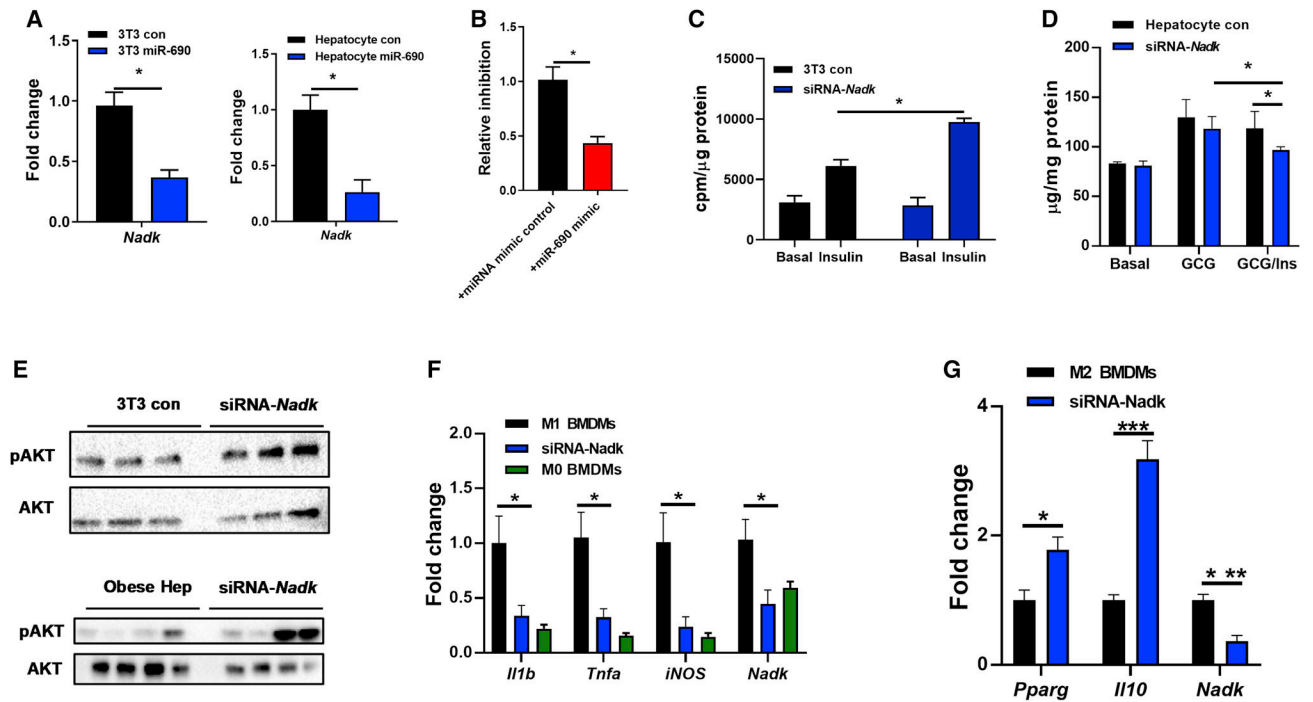 A
3T3 con
3T3 miR-690
Fold change
1.5
1.0
0.5
0.0
*
Nadk
Hepatocyte con
Hepatocyte miR-690
Fold change
1.5
1.0
0.5
0.0
*
Nadk
B
Relative inhibition
1.5
1.0
0.5
0.0
*
+miRNA mimic control
+miR-690 mimic
C
3T3 con
siRNA-Nadk
cpm/µg protein
15000
10000
5000
0
*
Basal Insulin Basal Insulin
D
Hepatocyte con
siRNA-Nadk
µg/mg protein
200
150
100
50
0
*
*
Basal GCG GCG/Ins
E
3T3 con siRNA-Nadk
pAKT
AKT
Obese Hep siRNA-Nadk
pAKT
AKT
F
M1 BMDMs
siRNA-Nadk
M0 BMDMs
Fold change
2.0
1.5
1.0
0.5
0.0
* * * *
Il1b Tnfa iNOS Nadk
G
M2 BMDMs
siRNA-Nadk
Fold change
4
2
0
* *** * **
Pparg Il10 Nadk